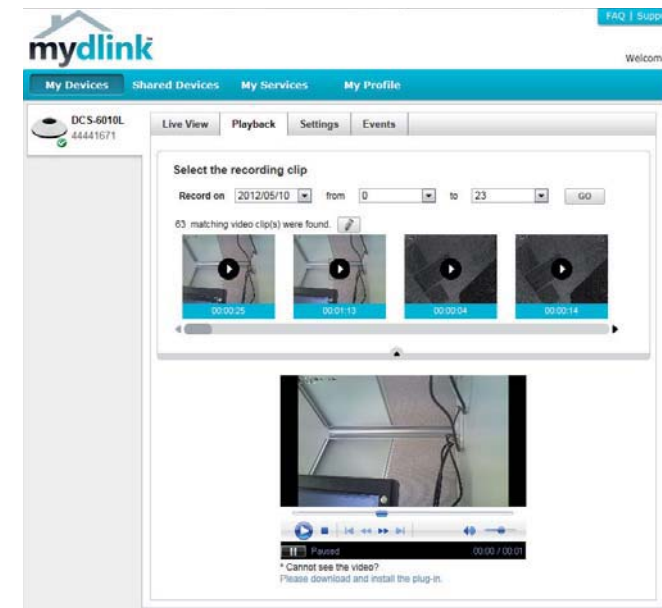 FAQ | Suppo
mydlink
Welcom
My Devices Shared Devices My Services My Profile
DCS-6010L
44441671
Live View Playback Settings Events
Select the recording clip
Record on 2012/05/10 from 0 to 23 GO
63 matching video clip(s) were found.
00:00:25 00:01:13 00:00:04 00:00:14
Paused 00:00 / 00:01
* Cannot see the video?
Please download and install the plug-in.